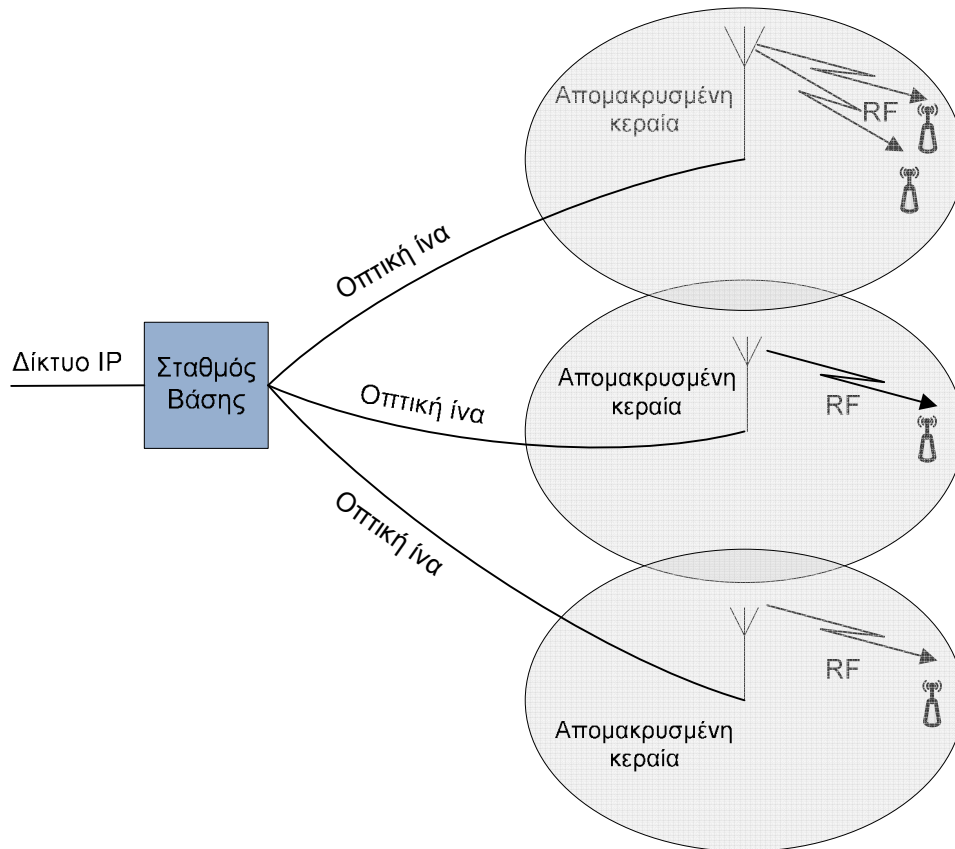 Απομακρυσμένη
κεραία
RF
Οπτική ίνα
Δίκτυο IP
Σταθμός
Βάσης
Απομακρυσμένη
κεραία
RF
Οπτική ίνα
Οπτική ίνα
RF
Απομακρυσμένη
κεραία